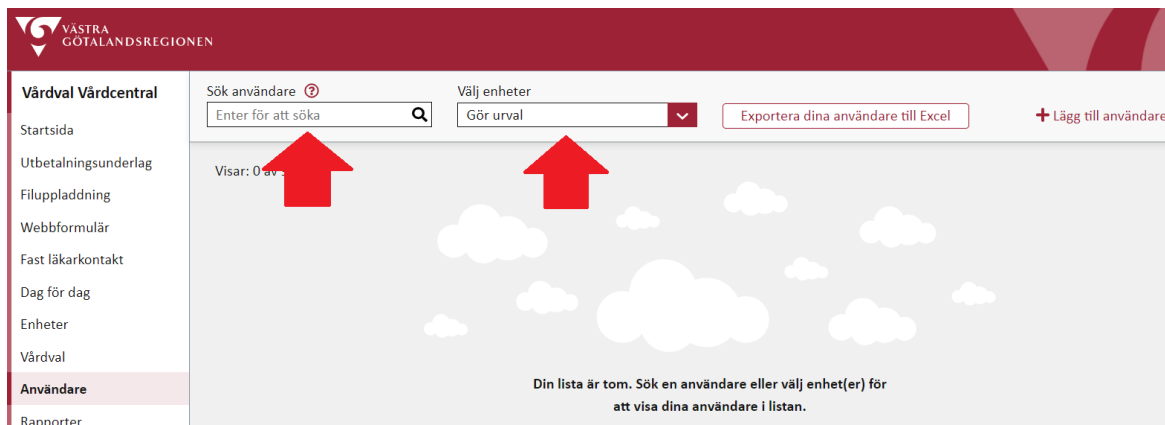 VÄSTRA
GÖTALANDSREGIONEN
Vårdval Vårdcentral
Startsida
Utbetalningsunderlag
Filuppladdning
Webbformulär
Fast läkarkontakt
Dag för dag
Enheter
Vårdval
Användare
Rapporter
Sök användare ?
Enter för att söka
Välj enheter
Gör urval
Exportera dina användare till Excel
+ Lägg till användare
Visar: 0 av
Din lista är tom. Sök en användare eller välj enhet(er) för
att visa dina användare i listan.